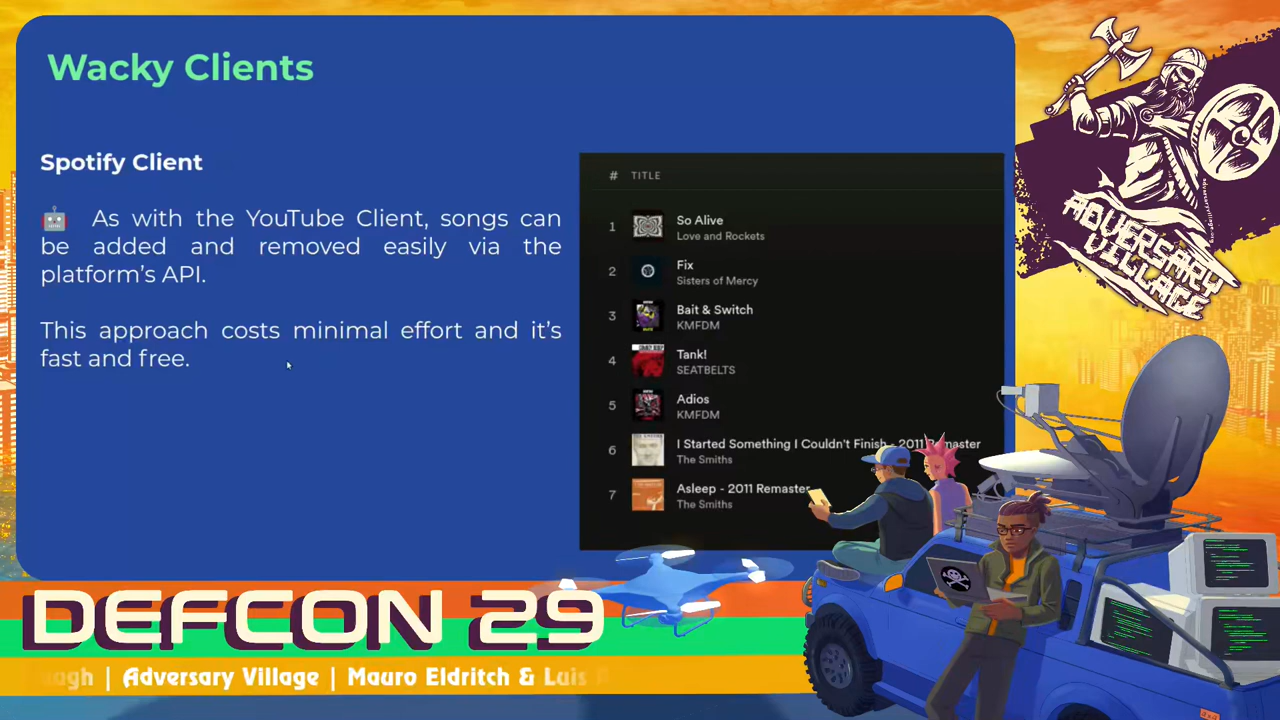 Wacky Clients
Spotify Client
🤖 As with the YouTube Client, songs can
be added and removed easily via the
platform's API.
This approach costs minimal effort and it's
fast and free.
# TITLE
1 So Alive
Love and Rockets
2 Fix
Sisters of Mercy
3 Bait & Switch
KMFDM
4 Tank!
SEATBELTS
5 Adios
KMFDM
6 I Started Something I Couldn't Finish - 2011 Remaster
The Smiths
7 Asleep - 2011 Remaster
The Smiths
ADVERSARY
VILLAGE
DEFCON 29
| Adversary Village | Mauro Eldritch & Luis